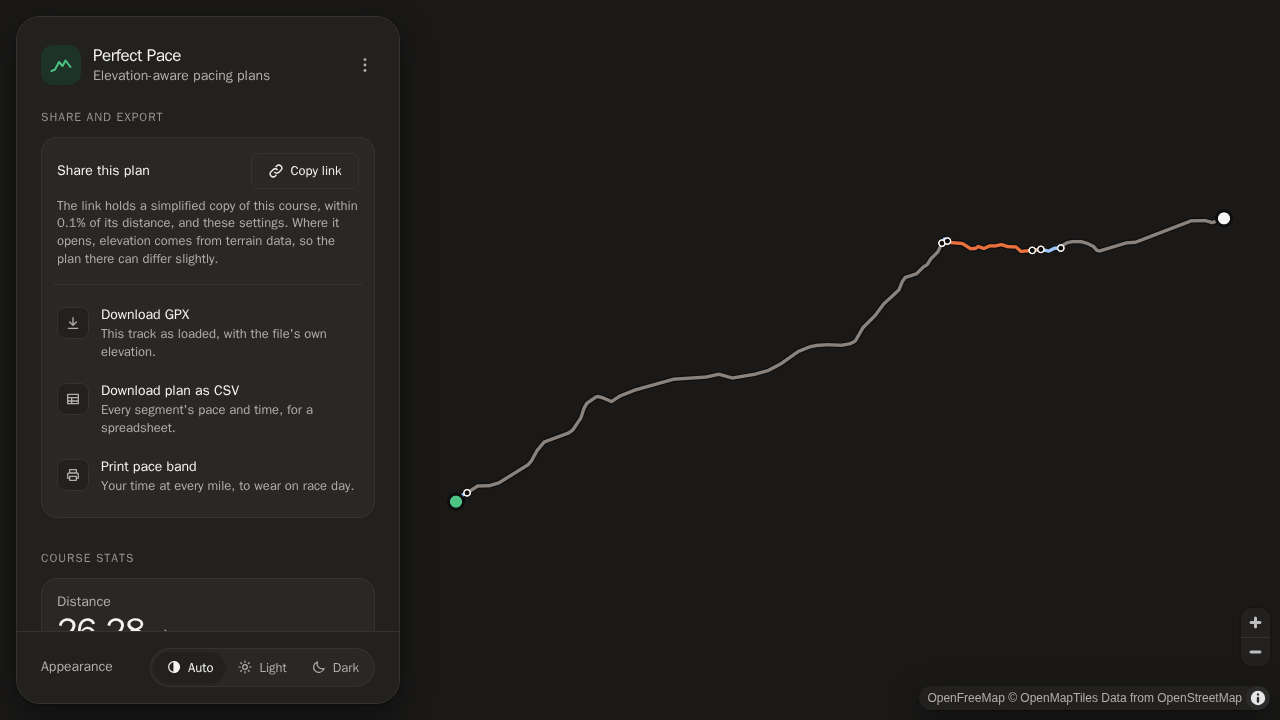 Perfect Pace
Elevation-aware pacing plans
SHARE AND EXPORT
Share this plan
Copy link
The link holds a simplified copy of this course, within
0.1% of its distance, and these settings. Where it
opens, elevation comes from terrain data, so the
plan there can differ slightly.
Download GPX
This track as loaded, with the file's own
elevation.
Download plan as CSV
Every segment's pace and time, for a
spreadsheet.
Print pace band
Your time at every mile, to wear on race day.
COURSE STATS
Distance
26.28
Appearance
Auto
Light
Dark
OpenFreeMap © OpenMapTiles Data from OpenStreetMap